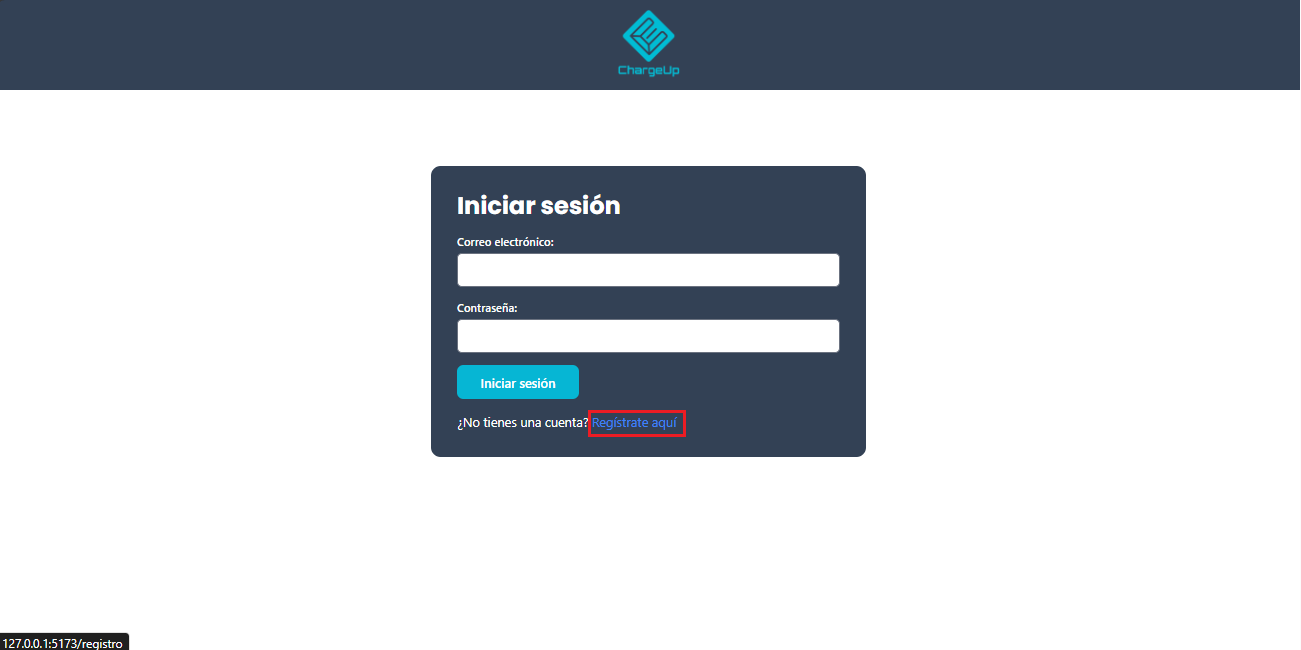 ChargeUp
Iniciar sesión
Correo electrónico:
Contraseña:
Iniciar sesión
¿No tienes una cuenta? Regístrate aquí
127.0.0.1:5173/registro